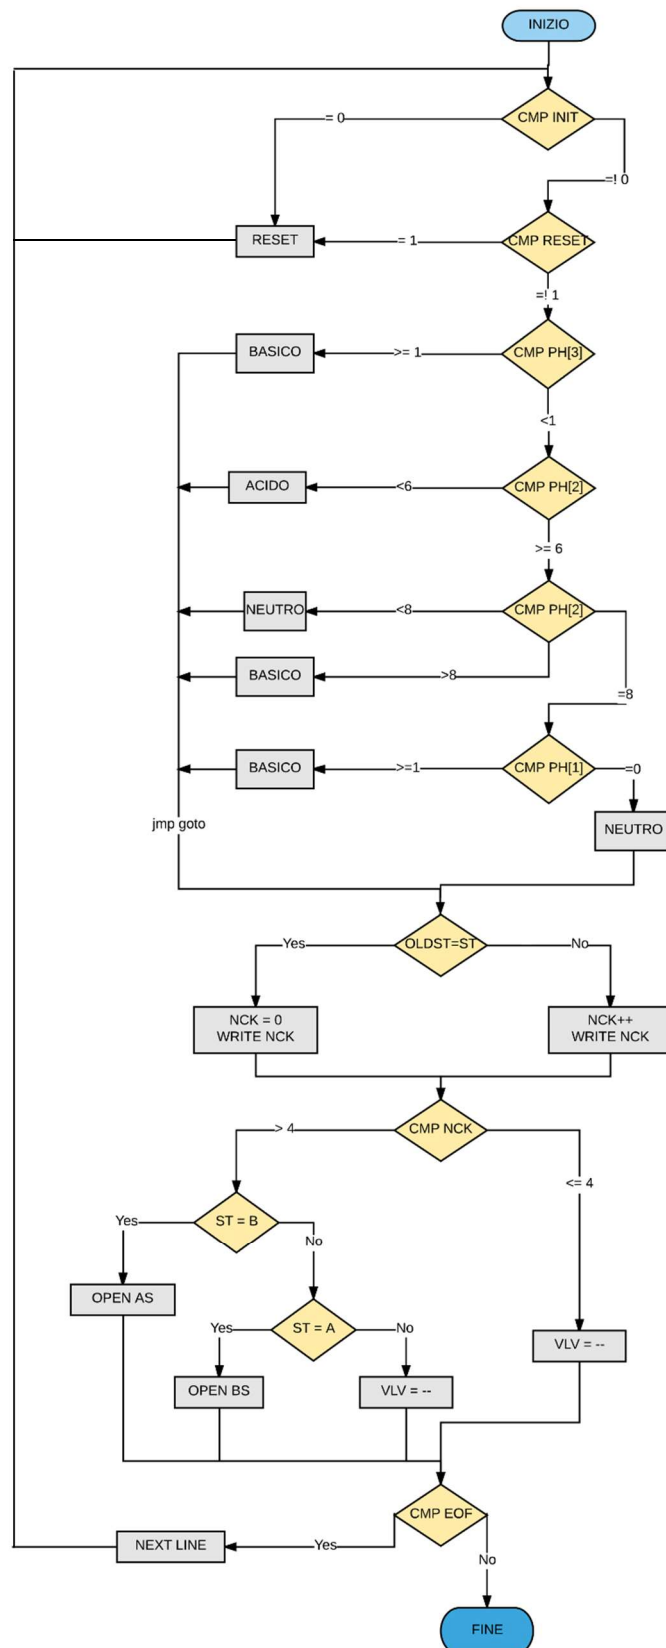 INIZIO
CMP INIT
= 0
=! 0
RESET
= 1
CMP RESET
=! 1
BASICO
>= 1
CMP PH[3]
<1
ACIDO
<6
CMP PH[2]
>= 6
NEUTRO
<8
CMP PH[2]
BASICO
>8
=8
BASICO
>=1
CMP PH[1]
=0
jmp goto
NEUTRO
Yes
OLDST=ST
No
NCK = 0
WRITE NCK
NCK++
WRITE NCK
> 4
CMP NCK
<= 4
Yes
ST = B
No
OPEN AS
Yes
ST = A
No
VLV = --
OPEN BS
VLV = --
CMP EOF
NEXT LINE
Yes
No
FINE